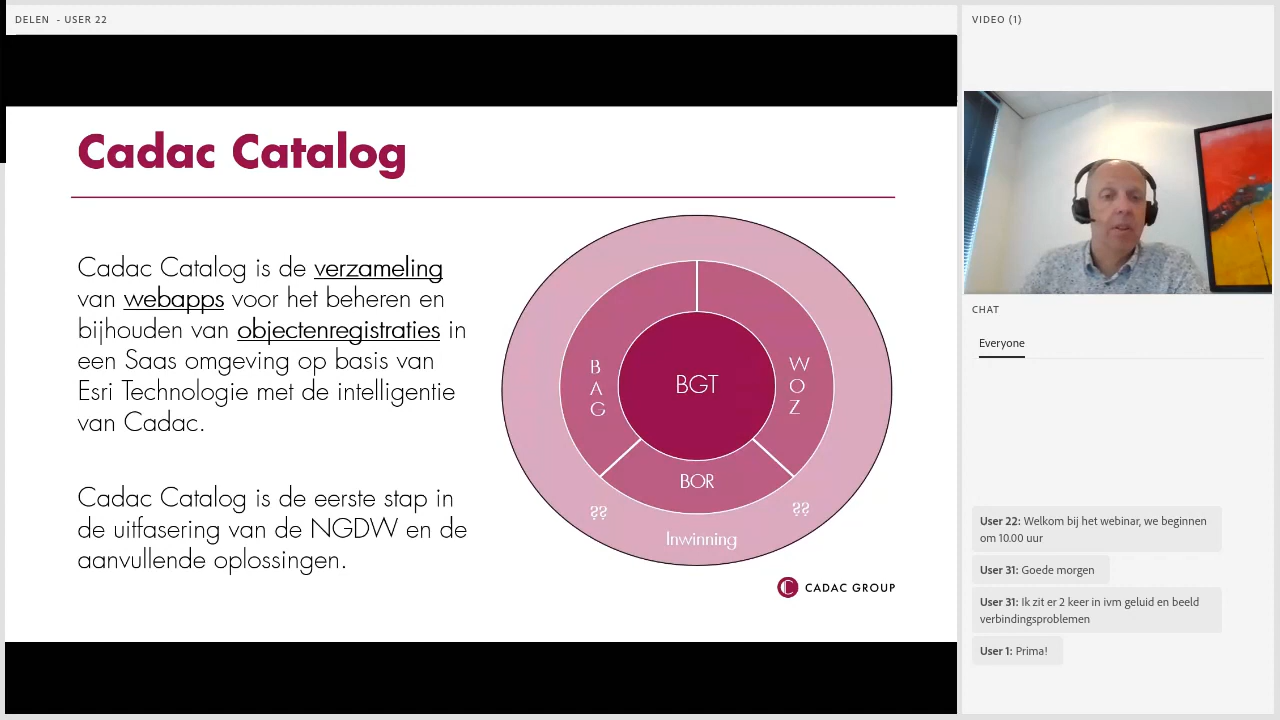 DELEN - USER 22
Cadac Catalog
Cadac Catalog is de verzameling
van webapps voor het beheren en
bijhouden van objectenregistraties in
een Saas omgeving op basis van
Esri Technologie met de intelligentie
van Cadac.
Cadac Catalog is de eerste stap in
de uitfasering van de NGDW en de
aanvullende oplossingen.
B
A
G
BGT
W
O
Z
BOR
??
??
Inwinning
CADAC GROUP
VIDEO (1)
CHAT
Everyone
User 22: Welkom bij het webinar, we beginnen
om 10.00 uur
User 31: Goede morgen
User 31: Ik zit er 2 keer in ivm geluid en beeld
verbindingsproblemen
User 1: Prima!